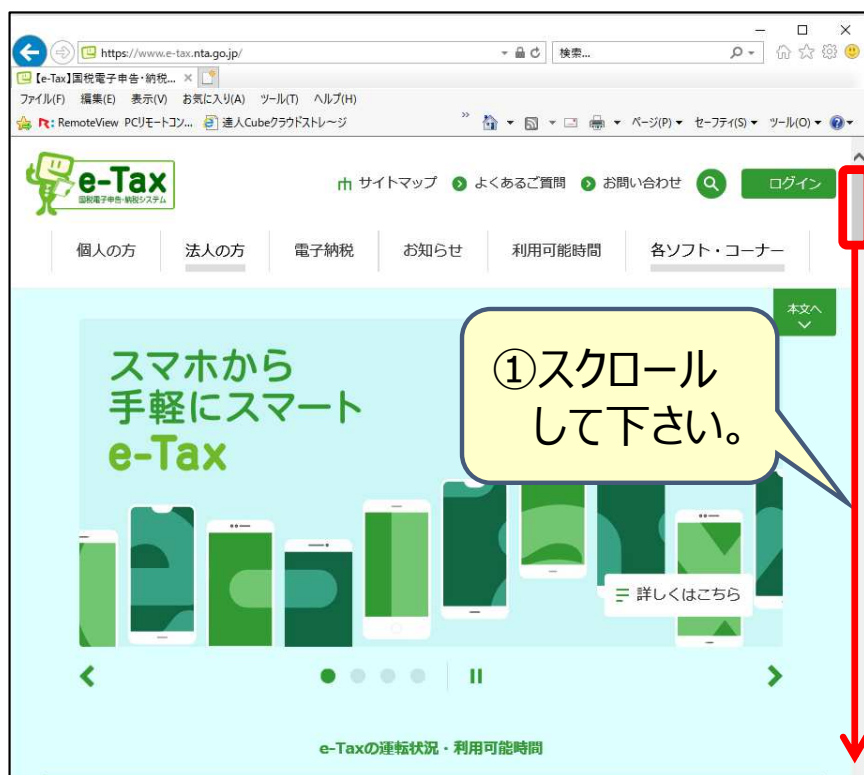 https://www.e-tax.nta.go.jp/
検索...
【e-Tax】国税電子申告・納税...
ファイル(F) 編集(E) 表示(V) お気に入り(A) ツール(T) ヘルプ(H)
RemoteView PCリモートコン... 達人Cubeクラウドストレージ
ページ(P) セーフティ(S) ツール(O)
e-Tax
国税電子申告・納税システム
サイトマップ よくあるご質問 お問い合わせ ログイン
個人の方 法人の方 電子納税 お知らせ 利用可能時間 各ソフト・コーナー
本文へ
スマホから
手軽にスマート
e-Tax
①スクロール
して下さい。
詳しくはこちら
e-Taxの運転状況・利用可能時間